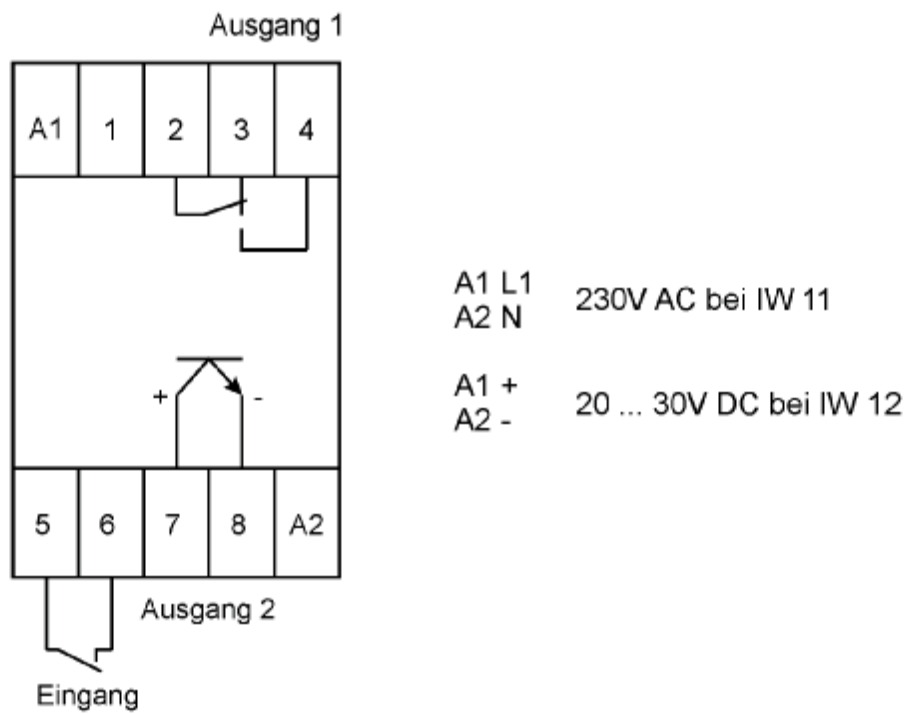 Ausgang 1
A1 1 2 3 4
A1 L1
A2 N
230V AC bei IW 11
+ -
A1 +
A2 -
20 ... 30V DC bei IW 12
5 6 7 8 A2
Ausgang 2
Eingang